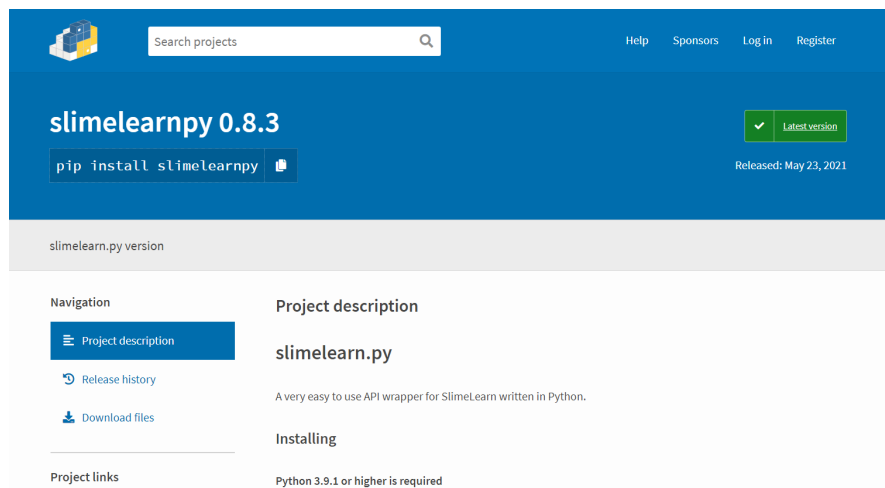 Search projects
Help Sponsors Log in Register
slimelearnpy 0.8.3
Latest version
pip install slimelearnpy
Released: May 23, 2021
slimelearn.py version
Navigation
Project description
Release history
Download files
Project links
Project description
slimelearn.py
A very easy to use API wrapper for SlimeLearn written in Python.
Installing
Python 3.9.1 or higher is required